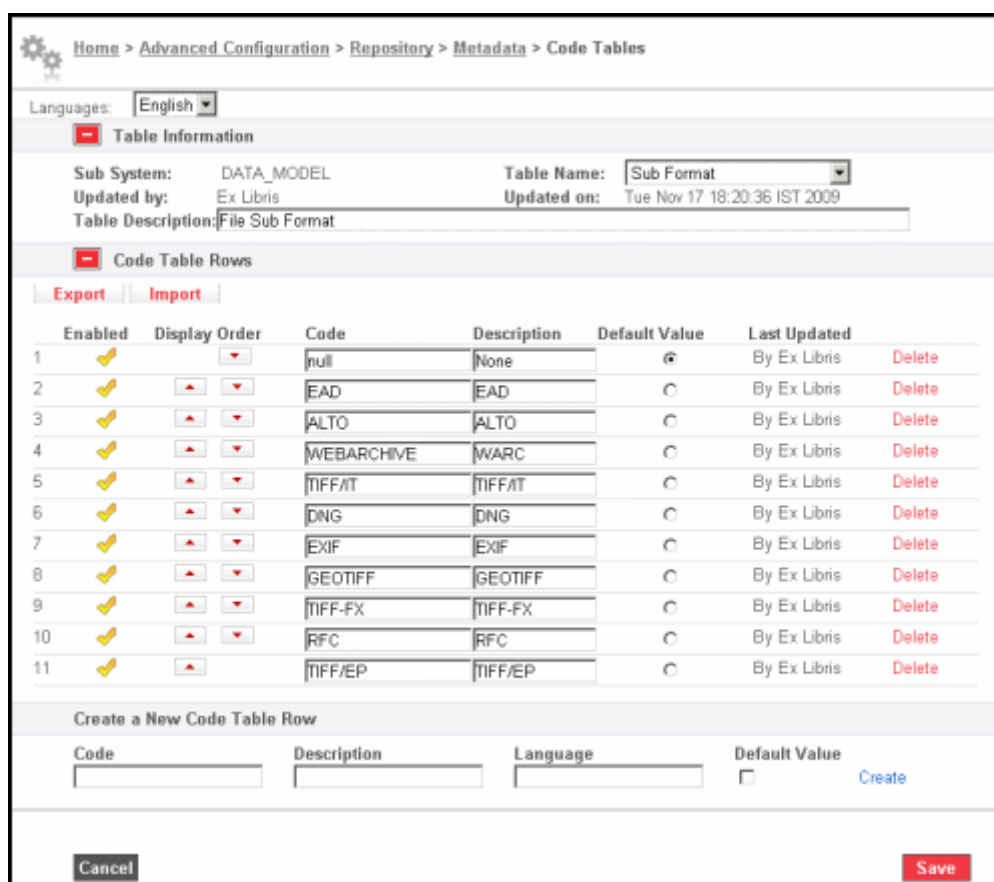 Home > Advanced Configuration > Repository > Metadata > Code Tables
Languages: English
Table Information
Sub System: DATA_MODEL Table Name: Sub Format
Updated by: Ex Libris Updated on: Tue Nov 17 18:20:36 IST 2009
Table Description: File Sub Format
Code Table Rows
Export Import
Enabled Display Order Code Description Default Value Last Updated
1 null None By Ex Libris Delete
2 EAD EAD By Ex Libris Delete
3 ALTO ALTO By Ex Libris Delete
4 WEBARCHIVE WARC By Ex Libris Delete
5 TIFF/IT TIFF/IT By Ex Libris Delete
6 DNG DNG By Ex Libris Delete
7 EXIF EXIF By Ex Libris Delete
8 GEOTIFF GEOTIFF By Ex Libris Delete
9 TIFF-FX TIFF-FX By Ex Libris Delete
10 RFC RFC By Ex Libris Delete
11 TIFF/EP TIFF/EP By Ex Libris Delete
Create a New Code Table Row
Code Description Language Default Value
Create
Cancel Save